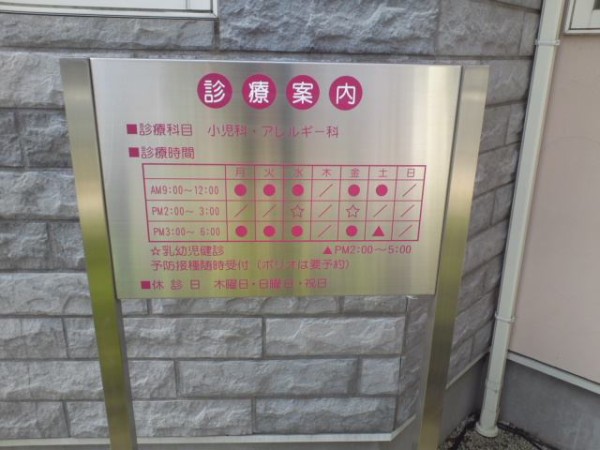 診療案内
■診療科目 小児科・アレルギー科
■診療時間
月 火 水 木 金 土 日
AM9:00〜12:00 ● ● ● ／ ● ● ／
PM2:00〜 3:00 ／ ／ ☆ ／ ☆ ／ ／
PM3:00〜 6:00 ● ● ● ／ ● ▲ ／
☆乳幼児健診 ▲PM2:00〜5:00
予防接種随時受付（ポリオは要予約）
■休診日 木曜日・日曜日・祝日